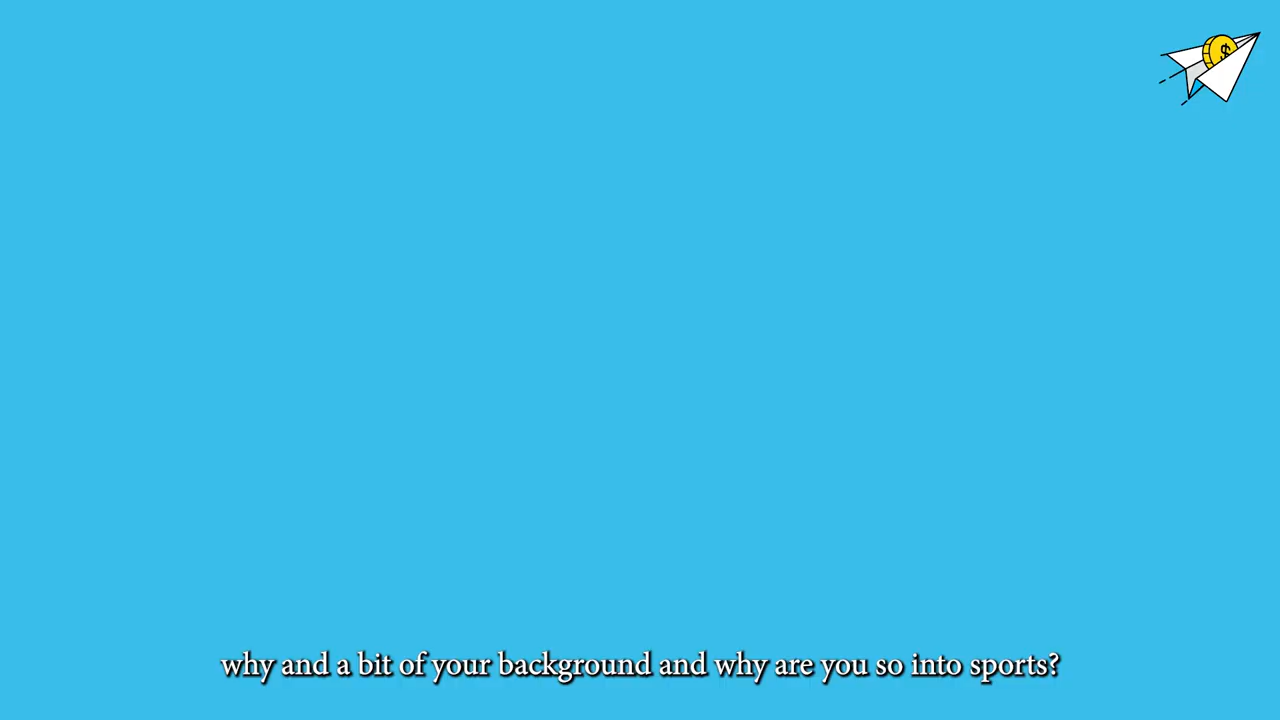 $
why and a bit of your background and why are you so into sports?